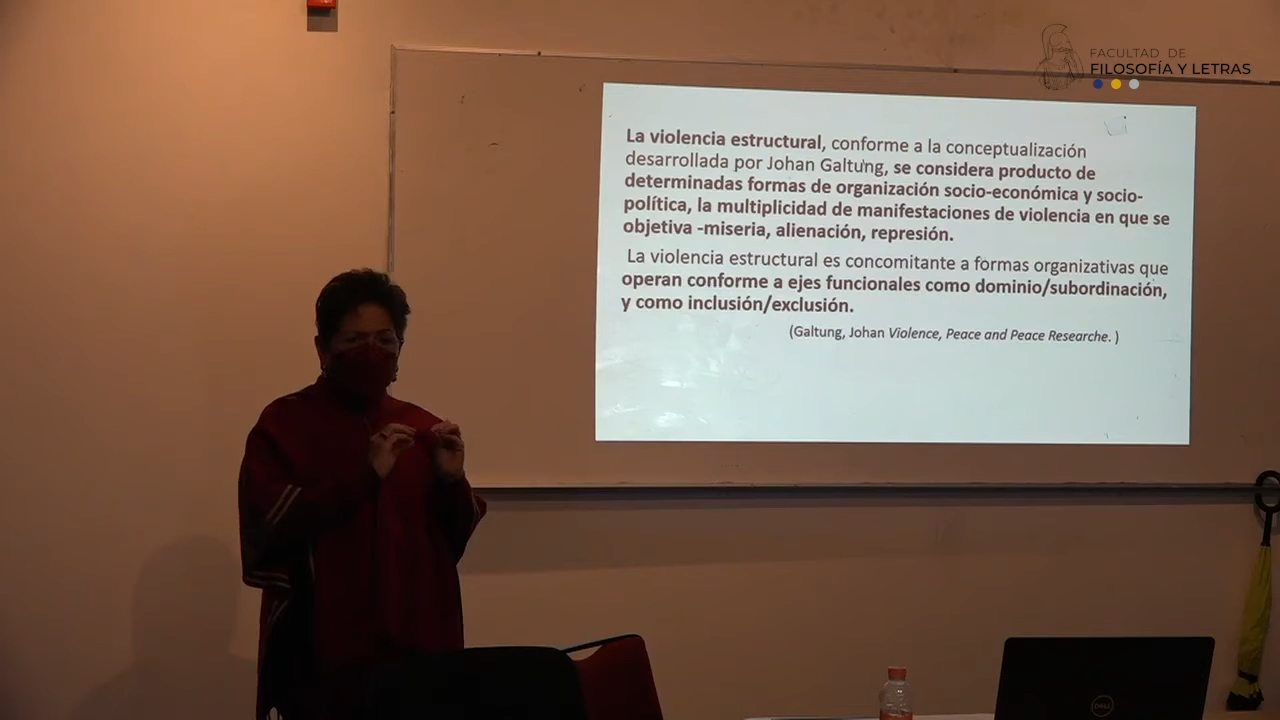 FACULTAD DE
FILOSOFÍA Y LETRAS
La violencia estructural, conforme a la conceptualización
desarrollada por Johan Galtung, se considera producto de
determinadas formas de organización socio-económica y socio-
política, la multiplicidad de manifestaciones de violencia en que se
objetiva -miseria, alienación, represión.
La violencia estructural es concomitante a formas organizativas que
operan conforme a ejes funcionales como dominio/subordinación,
y como inclusión/exclusión.
(Galtung, Johan Violence, Peace and Peace Researche. )
DELL